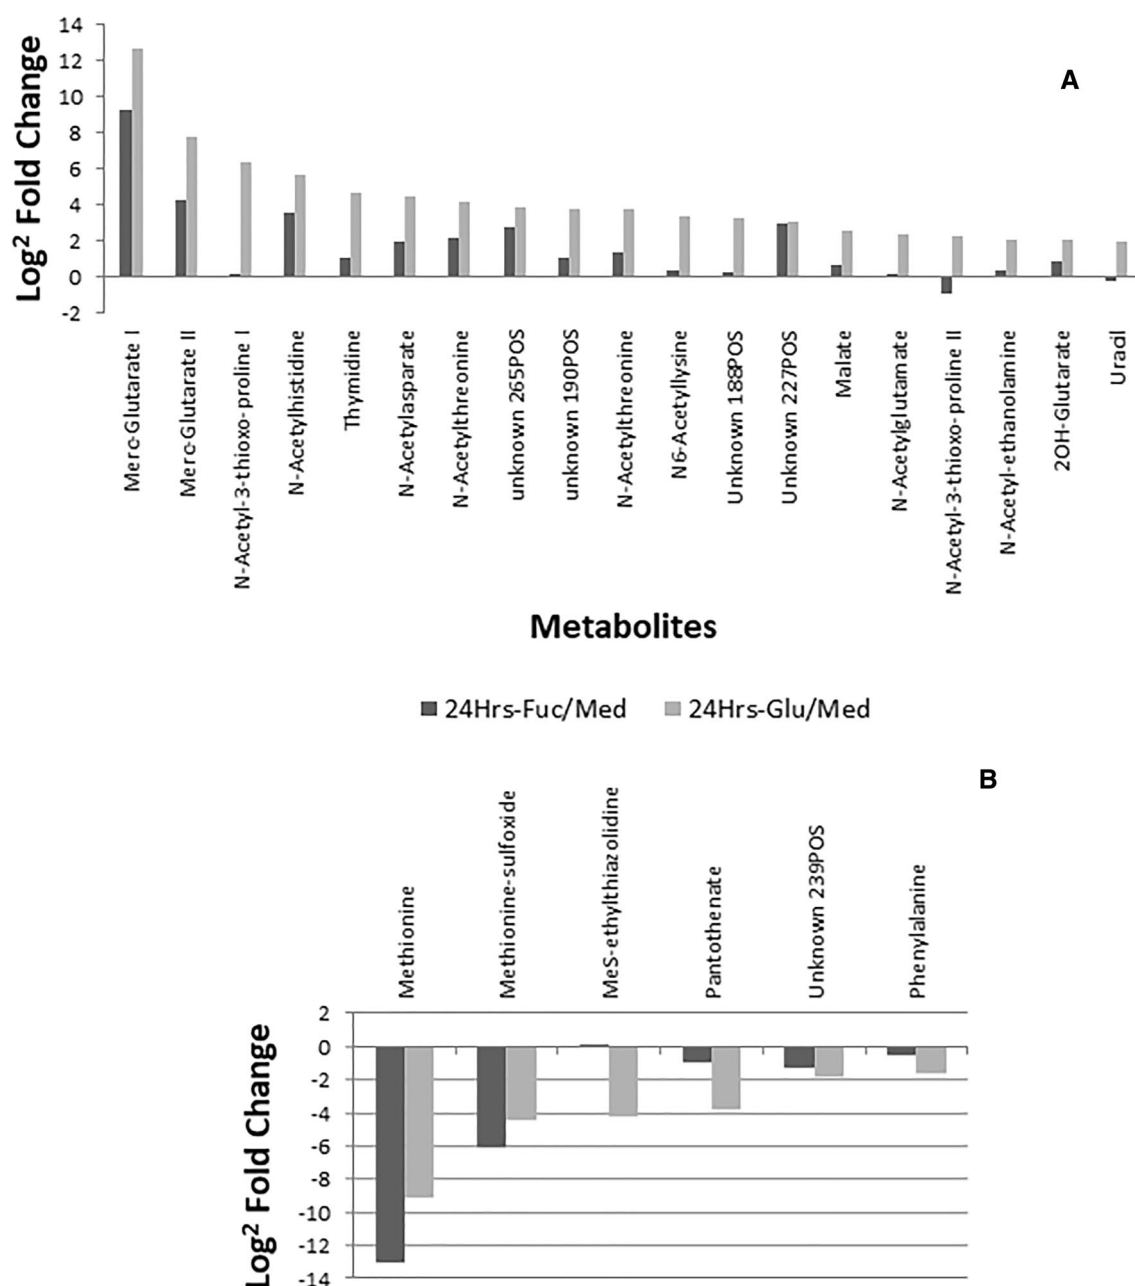 A
Log2 Fold Change
14
12
10
8
6
4
2
0
-2
Merc-Glutarate I
Merc-Glutarate II
N-Acetyl-3-thioxo-proline I
N-Acetylhistidine
Thymidine
N-Acetylasparate
N-Acetylthreonine
unknown 265POS
unknown 190POS
N-Acetylthreonine
N6-Acetyllysine
Unknown 188POS
Unknown 227POS
Malate
N-Acetylglutamate
N-Acetyl-3-thioxo-proline II
N-Acetyl-ethanolamine
2OH-Glutarate
Uracil
Metabolites
24Hrs-Fuc/Med
24Hrs-Glu/Med
B
Methionine
Methionine-sulfoxide
MeS-ethylthiazolidine
Pantothenate
Unknown 239POS
Phenylalanine
Log2 Fold Change
2
0
-2
-4
-6
-8
-10
-12
-14